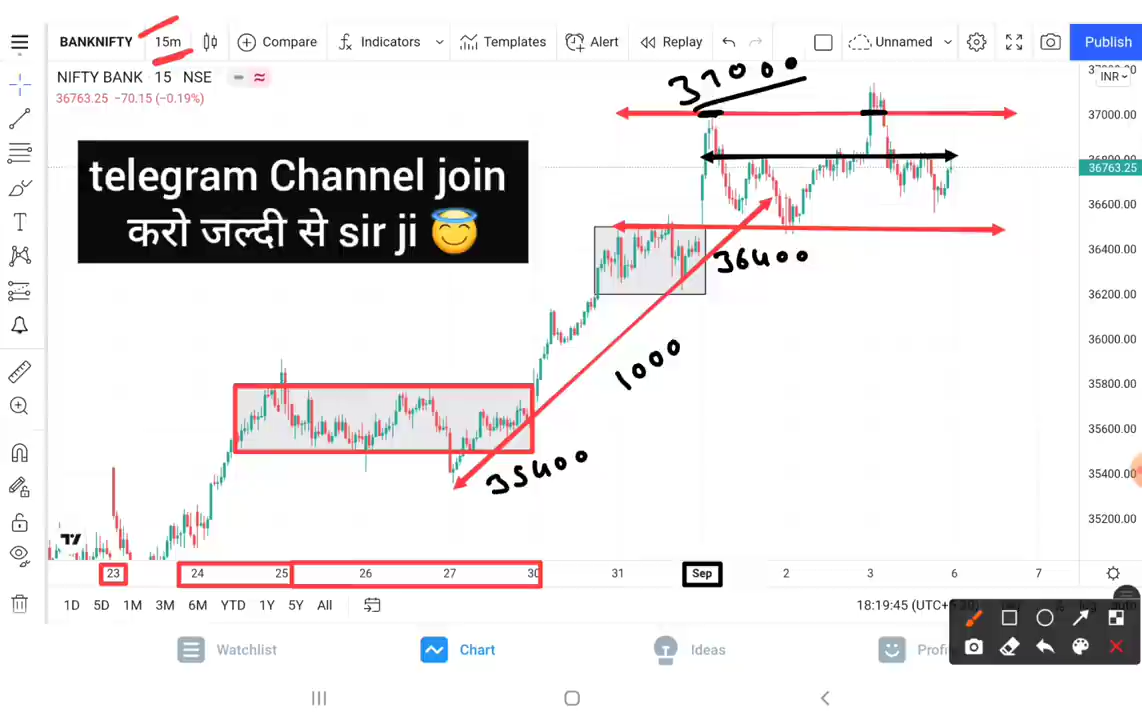 BANKNIFTY 15m Compare Indicators Templates Alert Replay Unnamed Publish
NIFTY BANK 15 NSE
36763.25 −70.15 (−0.19%)
INR
telegram Channel join
करो जल्दी से sir ji 😇
37000
36400
1000
35400
37000.00
36763.25
36600.00
36400.00
36200.00
36000.00
35800.00
35600.00
35400.00
35200.00
23 24 25 26 27 30 31 Sep 2 3 6 7
1D 5D 1M 3M 6M YTD 1Y 5Y All
18:19:45 (UTC+
Watchlist Chart Ideas Profi